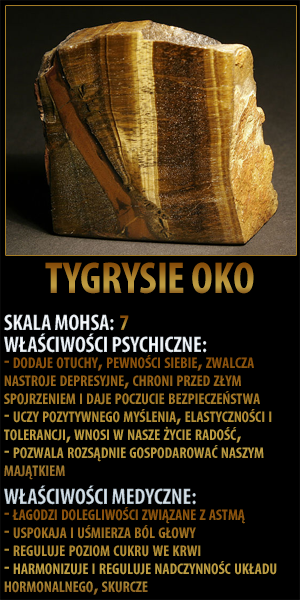 TYGRYSIE OKO
SKALA MOHSA: 7
WŁAŚCIWOŚCI PSYCHICZNE:
- DODAJE OTUCHY, PEWNOŚCI SIEBIE, ZWALCZA
NASTROJE DEPRESYJNE, CHRONI PRZED ZŁYM
SPOJRZENIEM I DAJE POCZUCIE BEZPIECZEŃSTWA
- UCZY POZYTYWNEGO MYŚLENIA, ELASTYCZNOŚCI I
TOLERANCJI, WNOSI W NASZE ŻYCIE RADOŚĆ,
- POZWALA ROZSĄDNIE GOSPODAROWAĆ NASZYM
MAJĄTKIEM
WŁAŚCIWOŚCI MEDYCZNE:
- ŁAGODZI DOLEGLIWOŚCI ZWIĄZANE Z ASTMĄ
- USPOKAJA I UŚMIERZA BÓL GŁOWY
- REGULUJE POZIOM CUKRU WE KRWI
- HARMONIZUJE I REGULUJE NADCZYNNOŚC UKŁADU
HORMONALNEGO, SKURCZE